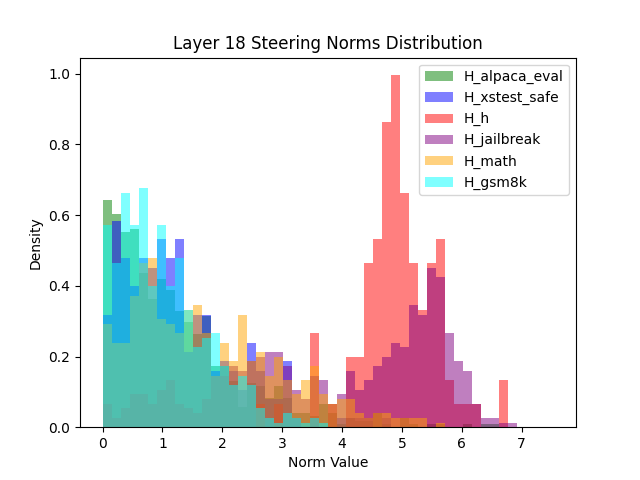 Layer 18 Steering Norms Distribution
H_alpaca_eval
H_xstest_safe
H_h
H_jailbreak
H_math
H_gsm8k
1.0
0.8
0.6
0.4
0.2
0.0
Density
0 1 2 3 4 5 6 7
Norm Value